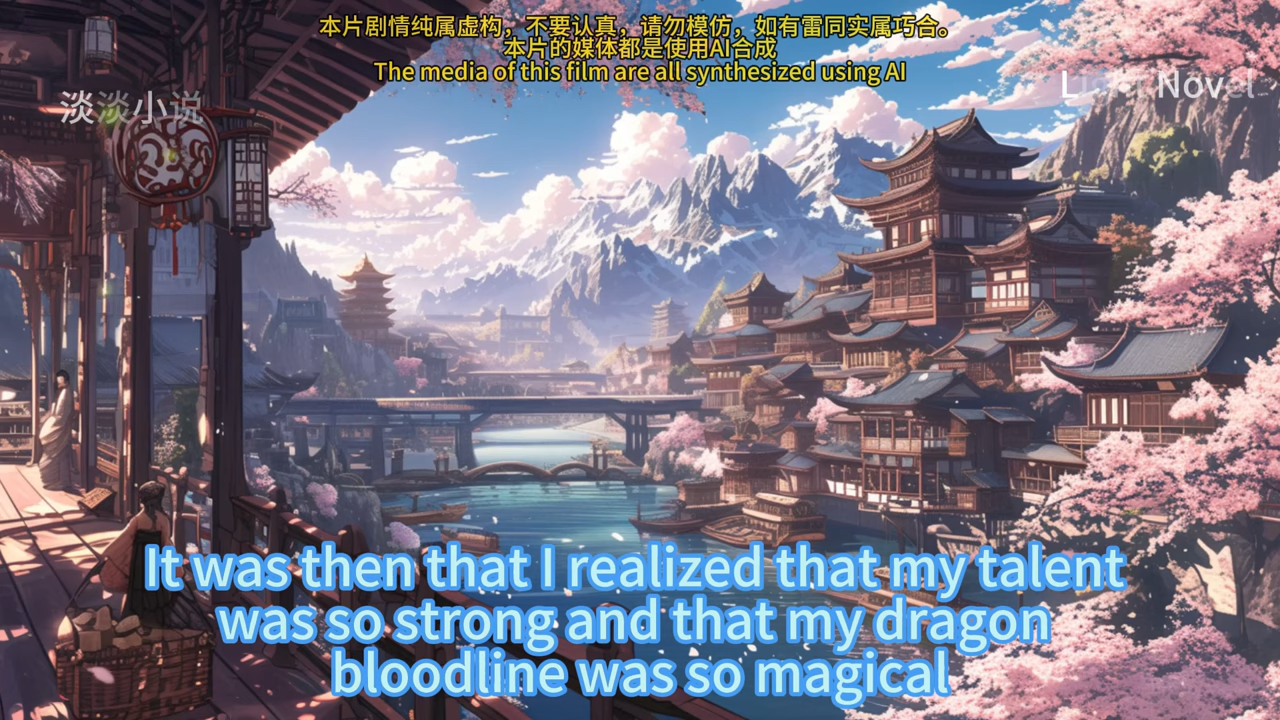 本片剧情纯属虚构，不要认真，请勿模仿，如有雷同实属巧合。
本片的媒体都是使用AI合成
The media of this film are all synthesized using AI
淡淡小说
Novel
It was then that I realized that my talent
was so strong and that my dragon
bloodline was so magical